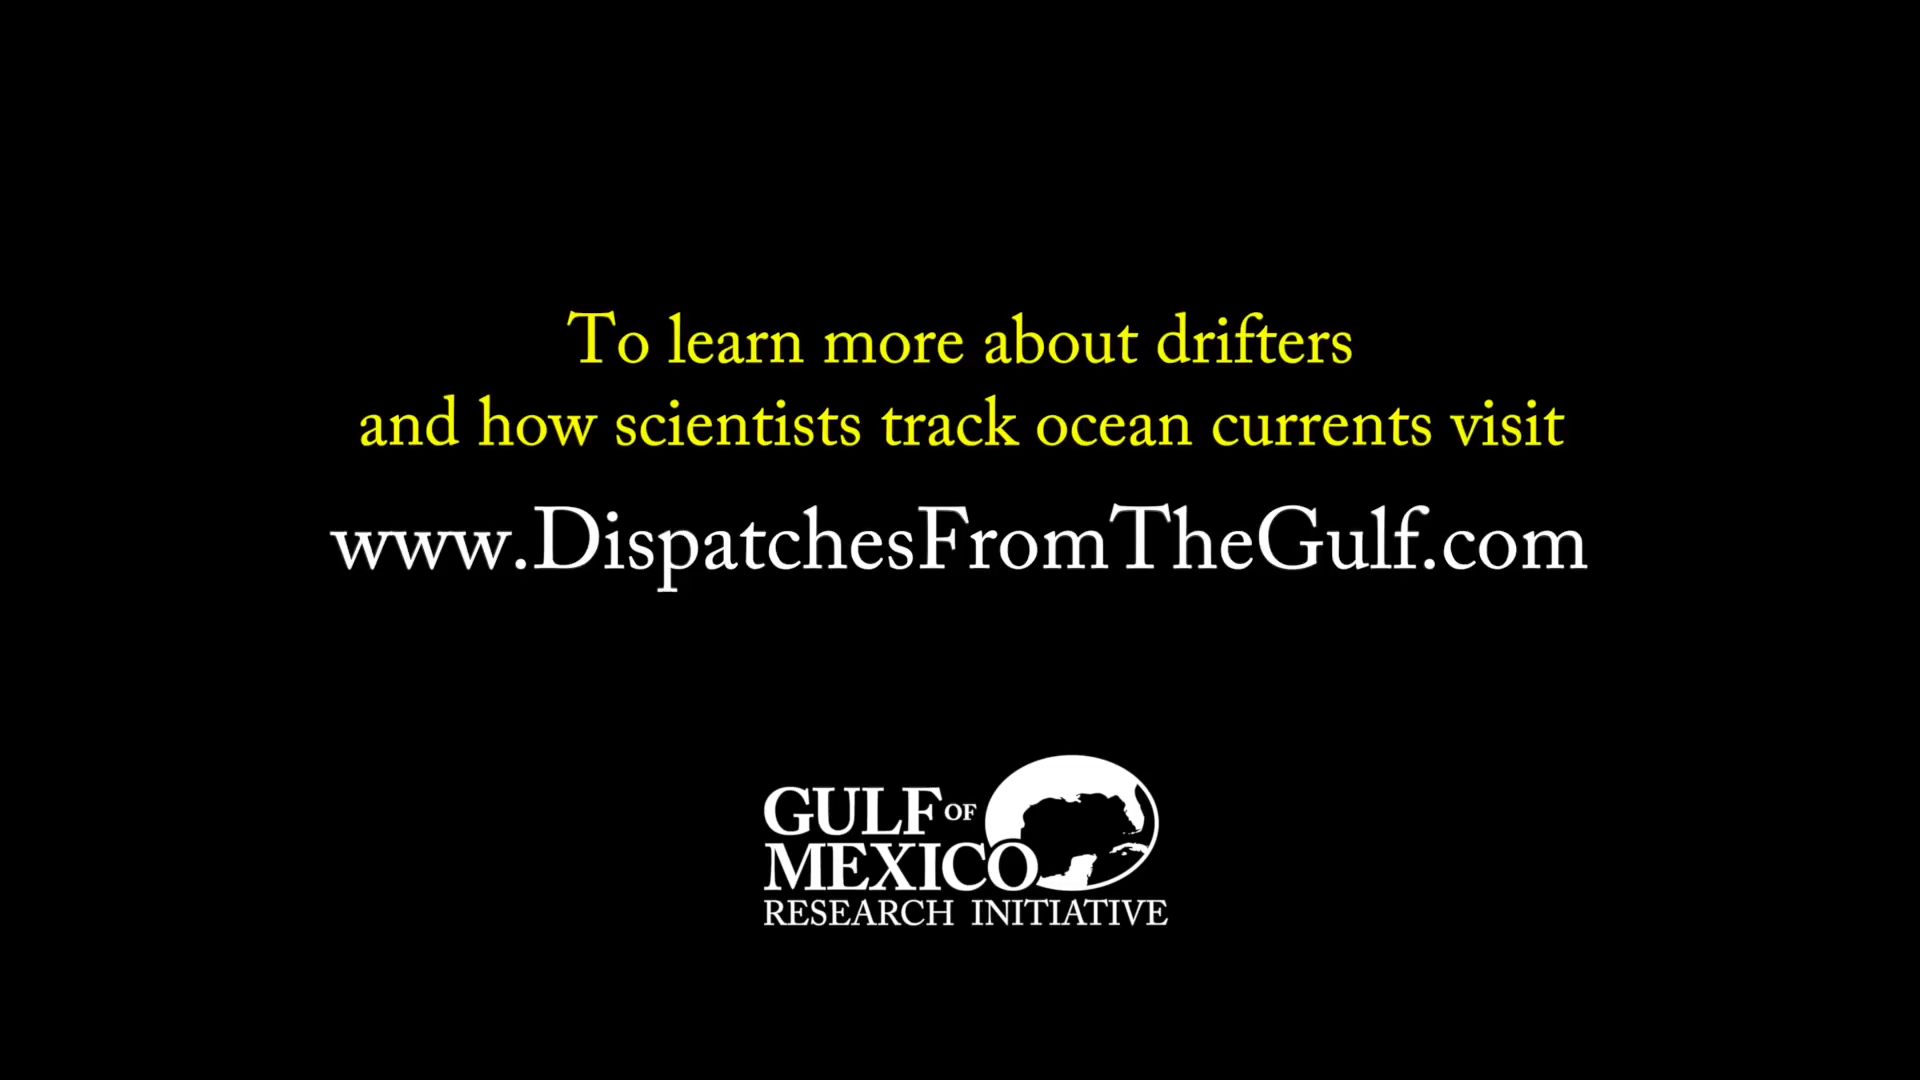 To learn more about drifters
and how scientists track ocean currents visit
www.DispatchesFromTheGulf.com
GULF OF
MEXICO
RESEARCH INITIATIVE